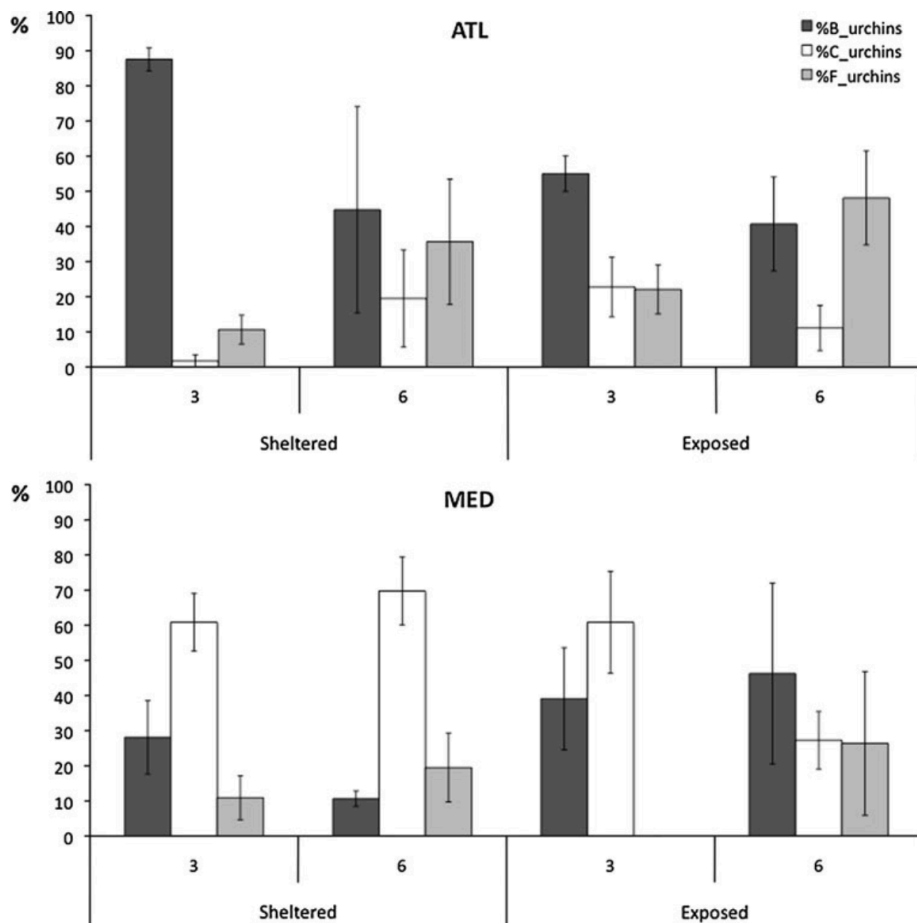 % 100 ATL %B_urchins
90 %C_urchins
80 %F_urchins
70
60
50
40
30
20
10
0
3 6 3 6
Sheltered Exposed
% 100 MED
90
80
70
60
50
40
30
20
10
0
3 6 3 6
Sheltered Exposed